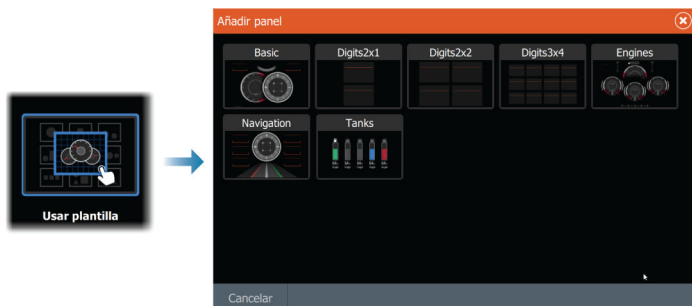 Añadir panel
Basic
Digits2x1
Digits2x2
Digits3x4
Engines
Navigation
Tanks
Usar plantilla
Cancelar